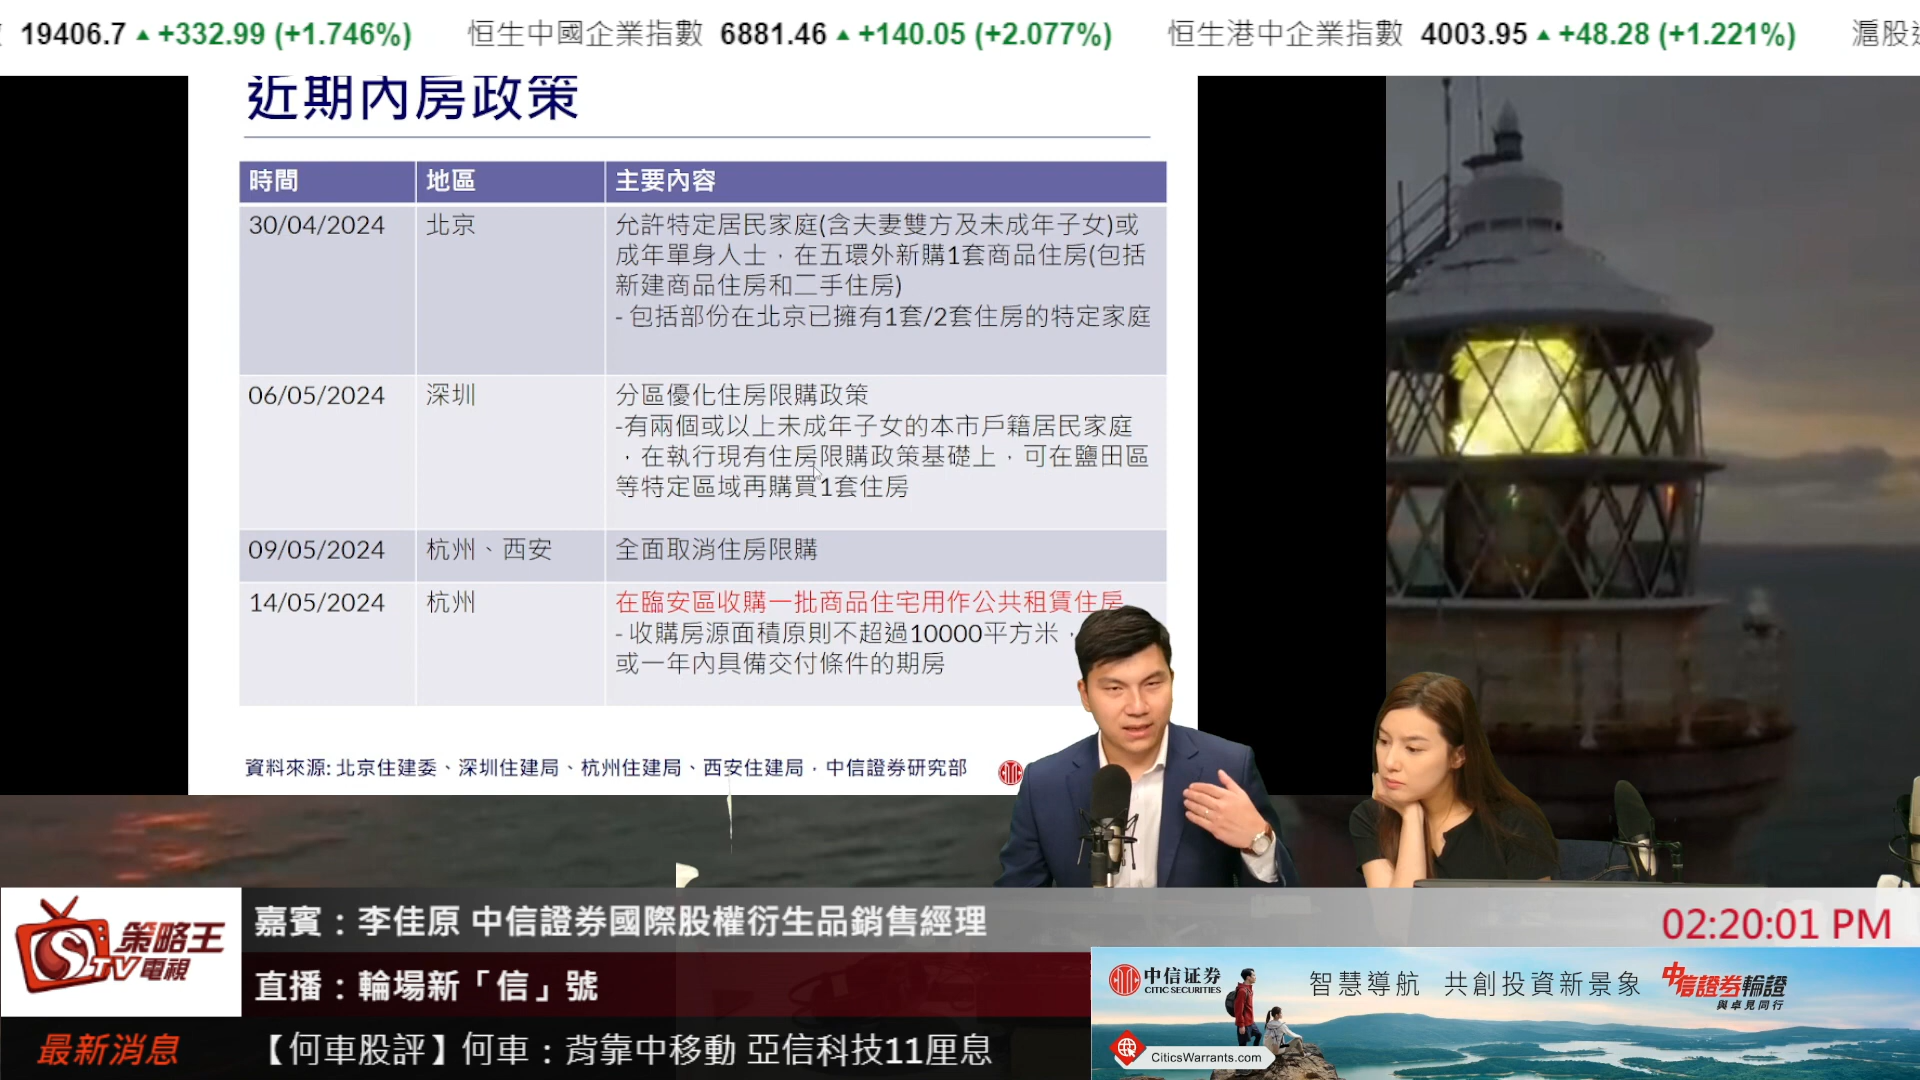 19406.7 ▲ +332.99 (+1.746%) 恒生中國企業指數 6881.46 ▲ +140.05 (+2.077%) 恒生港中企業指數 4003.95 ▲ +48.28 (+1.221%) 滬股
近期內房政策
時間 地區 主要內容
30/04/2024 北京 允許特定居民家庭(含夫妻雙方及未成年子女)或
成年單身人士，在五環外新購1套商品住房(包括
新建商品住房和二手住房)
- 包括部份在北京已擁有1套/2套住房的特定家庭
06/05/2024 深圳 分區優化住房限購政策
-有兩個或以上未成年子女的本市戶籍居民家庭
，在執行現有住房限購政策基礎上，可在鹽田區
等特定區域再購買1套住房
09/05/2024 杭州、西安 全面取消住房限購
14/05/2024 杭州 在臨安區收購一批商品住宅用作公共租賃住房
- 收購房源面積原則不超過10000平方米，
或一年內具備交付條件的期房
資料來源: 北京住建委、深圳住建局、杭州住建局、西安住建局，中信證券研究部
策略王
STV電視
嘉賓：李佳原 中信證券國際股權衍生品銷售經理
02:20:01 PM
直播：輪場新「信」號
中信证券
CITIC SECURITIES
智慧導航 共創投資新景象
中信證券輪證
與卓見同行
CiticsWarrants.com
最新消息
【何車股評】何車：背靠中移動 亞信科技11厘息